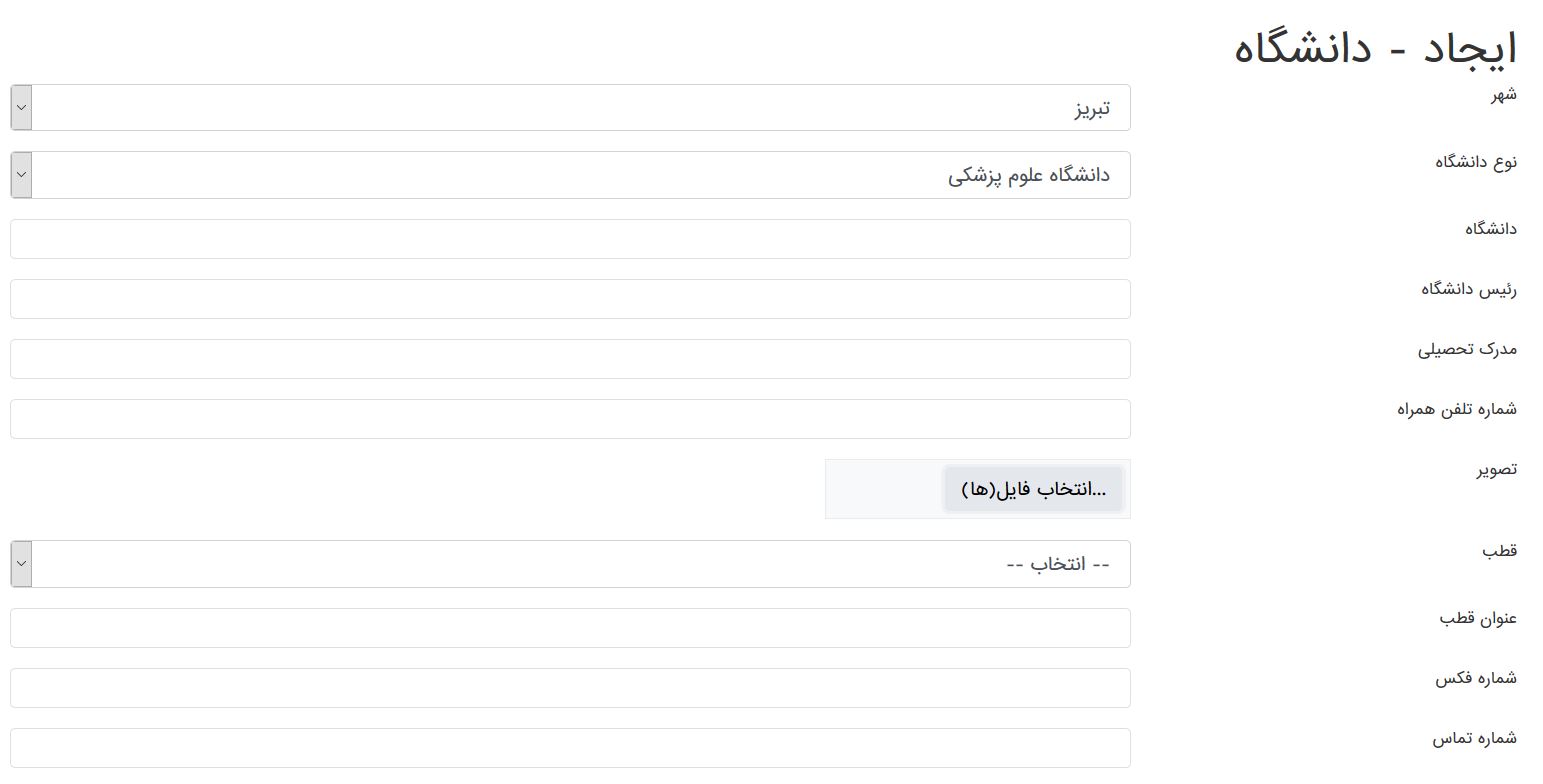 ایجاد - دانشگاه
شهر
تبریز
نوع دانشگاه
دانشگاه علوم پزشکی
دانشگاه
رئیس دانشگاه
مدرک تحصیلی
شماره تلفن همراه
تصویر
...انتخاب فایل(ها)
قطب
-- انتخاب --
عنوان قطب
شماره فکس
شماره تماس